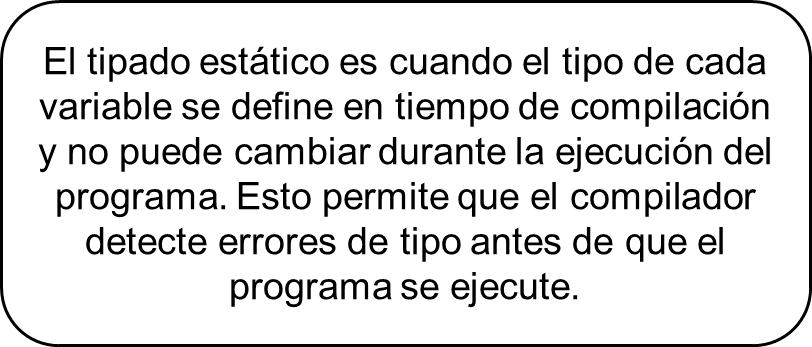 El tipado estático es cuando el tipo de cada
variable se define en tiempo de compilación
y no puede cambiar durante la ejecución del
programa. Esto permite que el compilador
detecte errores de tipo antes de que el
programa se ejecute.